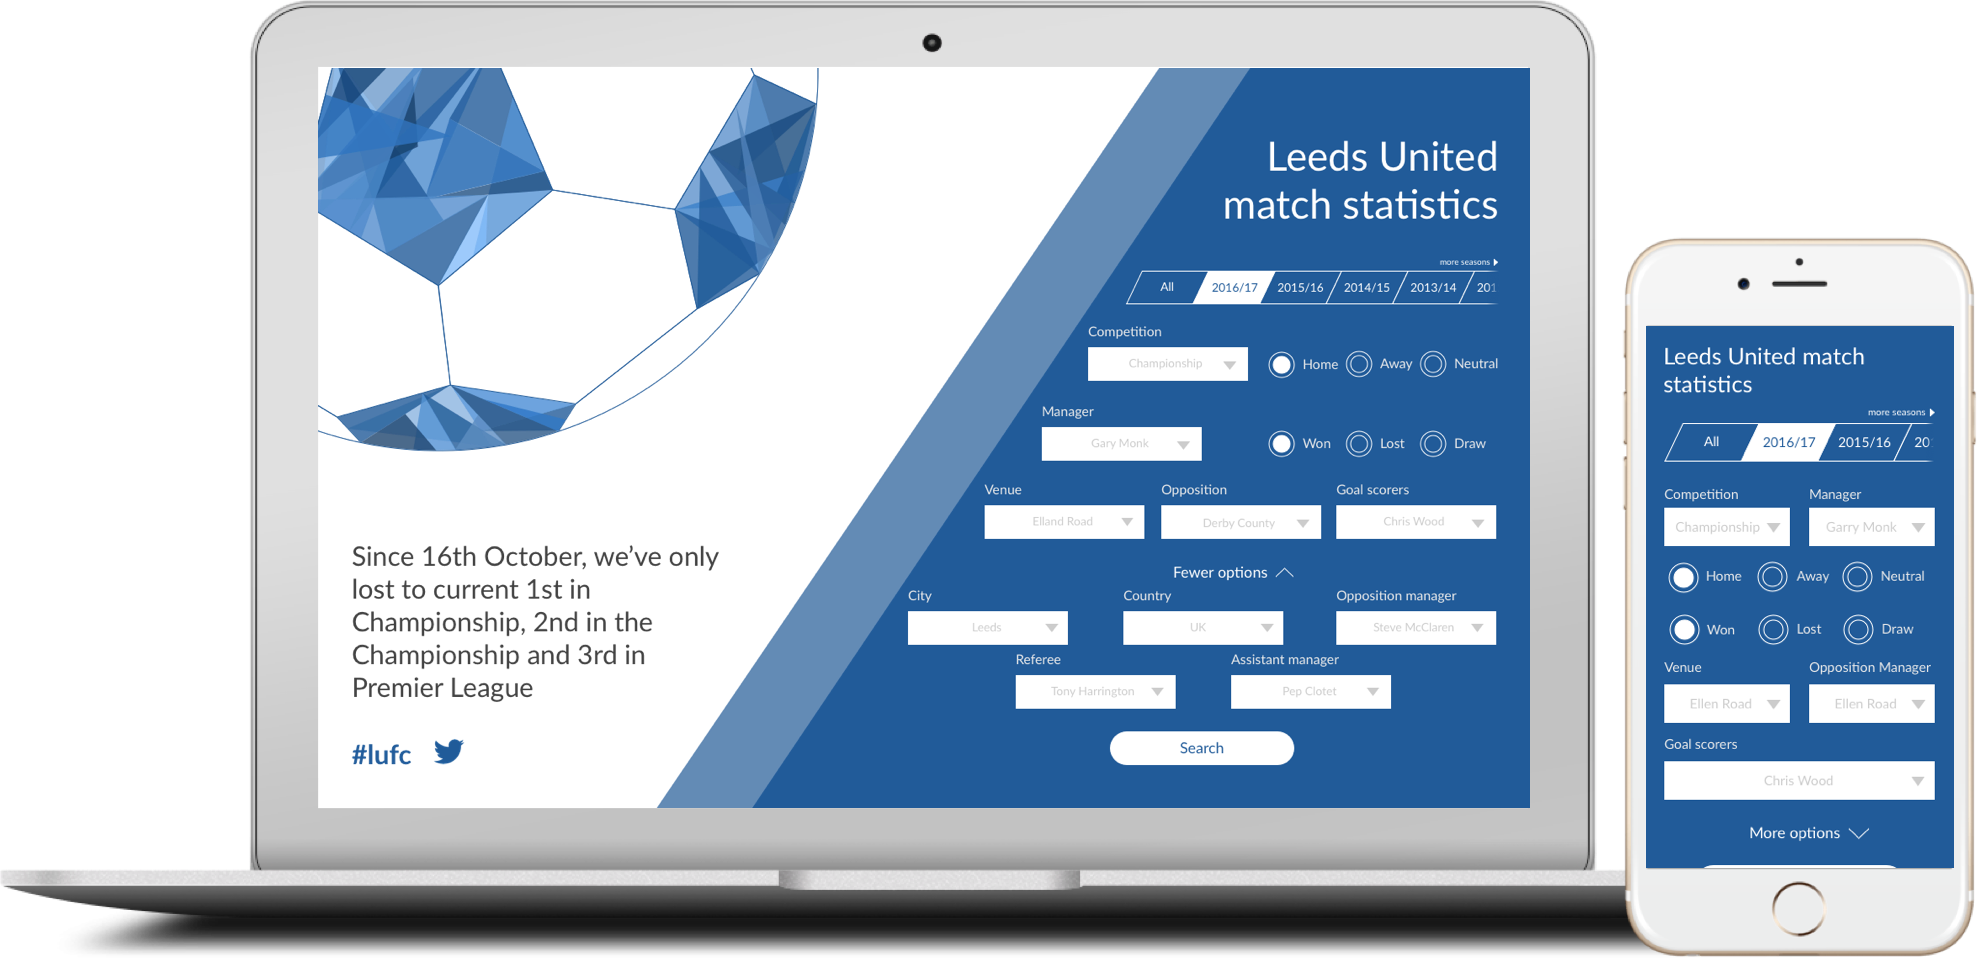 Since 16th October, we’ve only
lost to current 1st in
Championship, 2nd in the
Championship and 3rd in
Premier League
#lufc
Leeds United
match statistics
more seasons
All 2016/17 2015/16 2014/15 2013/14 201
Competition
Championship Home Away Neutral
Manager
Gary Monk Won Lost Draw
Venue Opposition Goal scorers
Elland Road Derby County Chris Wood
Fewer options
City Country Opposition manager
Leeds UK Steve McClaren
Referee Assistant manager
Tony Harrington Pep Clotet
Search
Leeds United match
statistics
more seasons
All 2016/17 2015/16 20
Competition Manager
Championship Garry Monk
Home Away Neutral
Won Lost Draw
Venue Opposition Manager
Ellen Road Ellen Road
Goal scorers
Chris Wood
More options